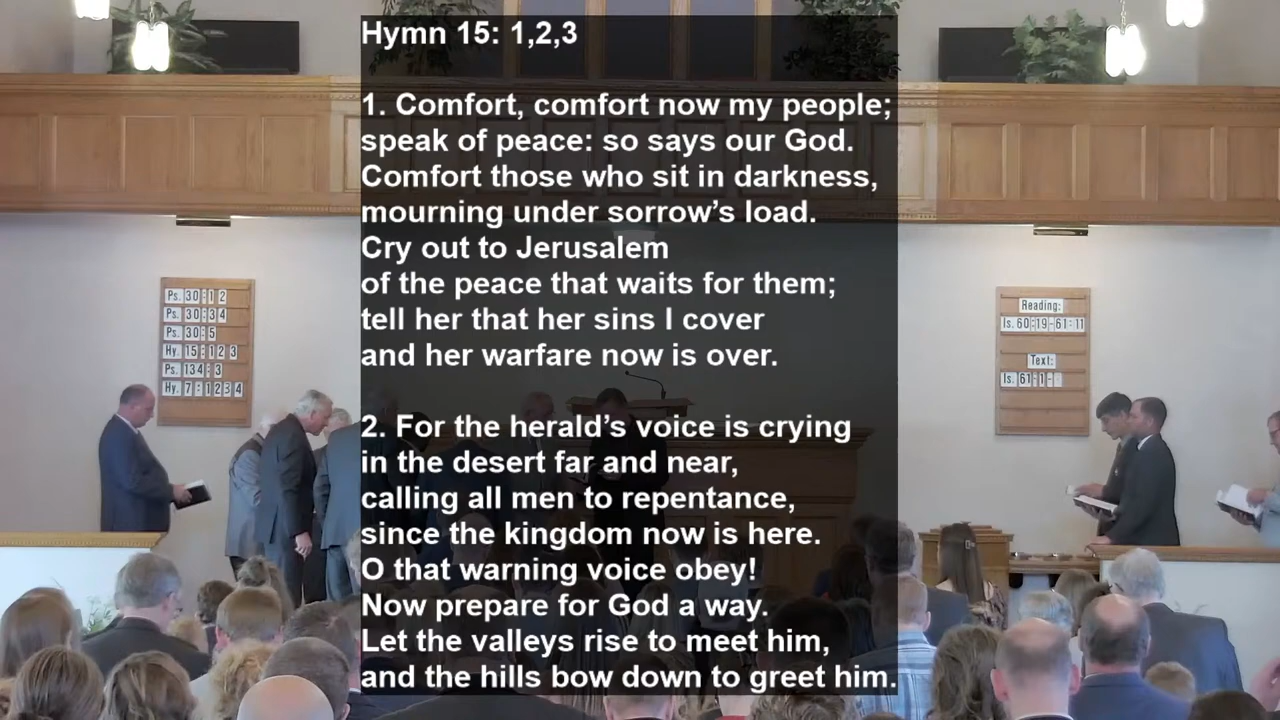 Hymn 15: 1,2,3
1. Comfort, comfort now my people;
speak of peace: so says our God.
Comfort those who sit in darkness,
mourning under sorrow’s load.
Cry out to Jerusalem
of the peace that waits for them;
tell her that her sins I cover
and her warfare now is over.
2. For the herald’s voice is crying
in the desert far and near,
calling all men to repentance,
since the kingdom now is here.
O that warning voice obey!
Now prepare for God a way.
Let the valleys rise to meet him,
and the hills bow down to greet him.
Ps. 30:1 2
Ps. 30:3 4
Ps. 30:5
Hy. 15:1 2 3
Ps. 134:3
Hy. 7:1 2 3 4
Reading:
Is. 60:19-61:11
Text:
Is. 61:1-